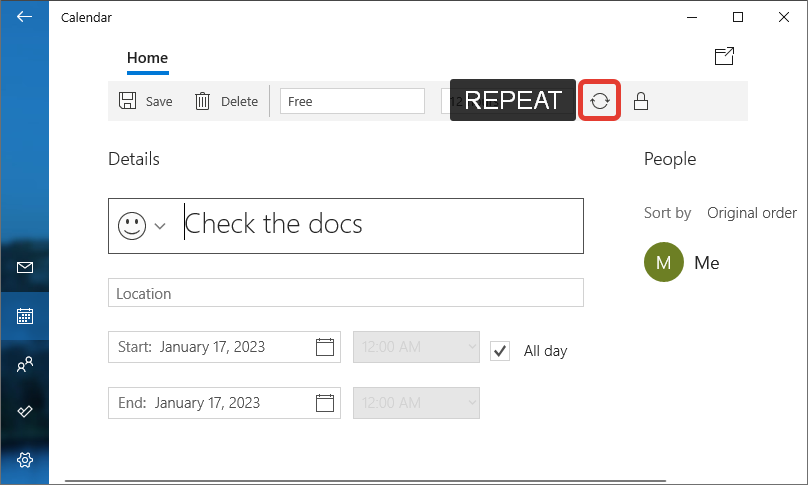 Calendar
Home
Save Delete Free 12 REPEAT
Details
People
Check the docs
Sort by Original order
M Me
Location
Start: January 17, 2023 12:00 AM All day
End: January 17, 2023 12:00 AM